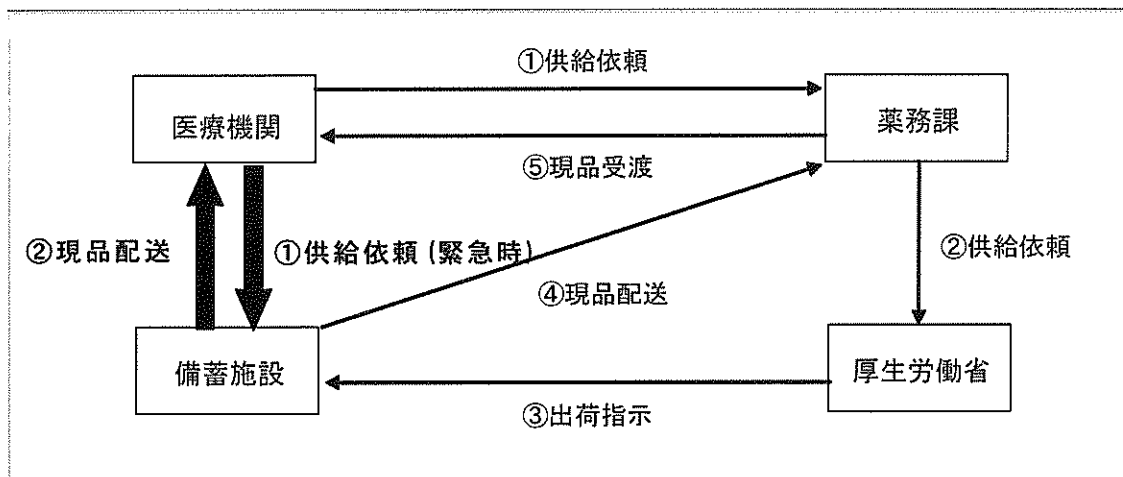 ①供給依頼
医療機関
薬務課
⑤現品受渡
②現品配送
①供給依頼(緊急時)
②供給依頼
④現品配送
備蓄施設
厚生労働省
③出荷指示